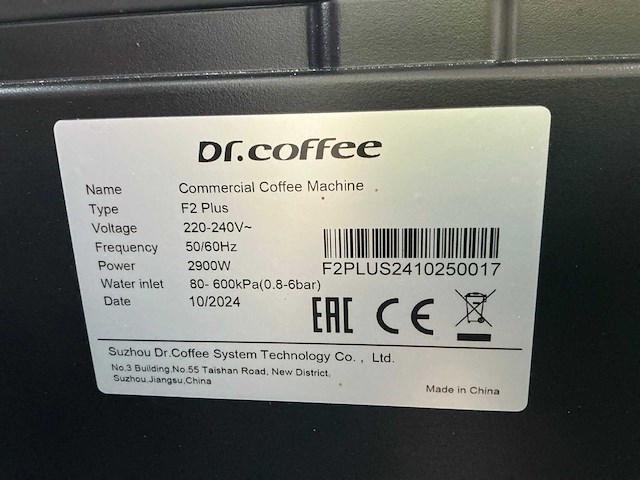 Dr.coffee
Name Commercial Coffee Machine
Type F2 Plus
Voltage 220-240V~
Frequency 50/60Hz
Power 2900W
Water inlet 80- 600kPa(0.8-6bar)
Date 10/2024
F2PLUS2410250017
EAC CE
Suzhou Dr.Coffee System Technology Co. , Ltd.
No.3 Building,No.55 Taishan Road, New District,
Suzhou,Jiangsu,China
Made in China